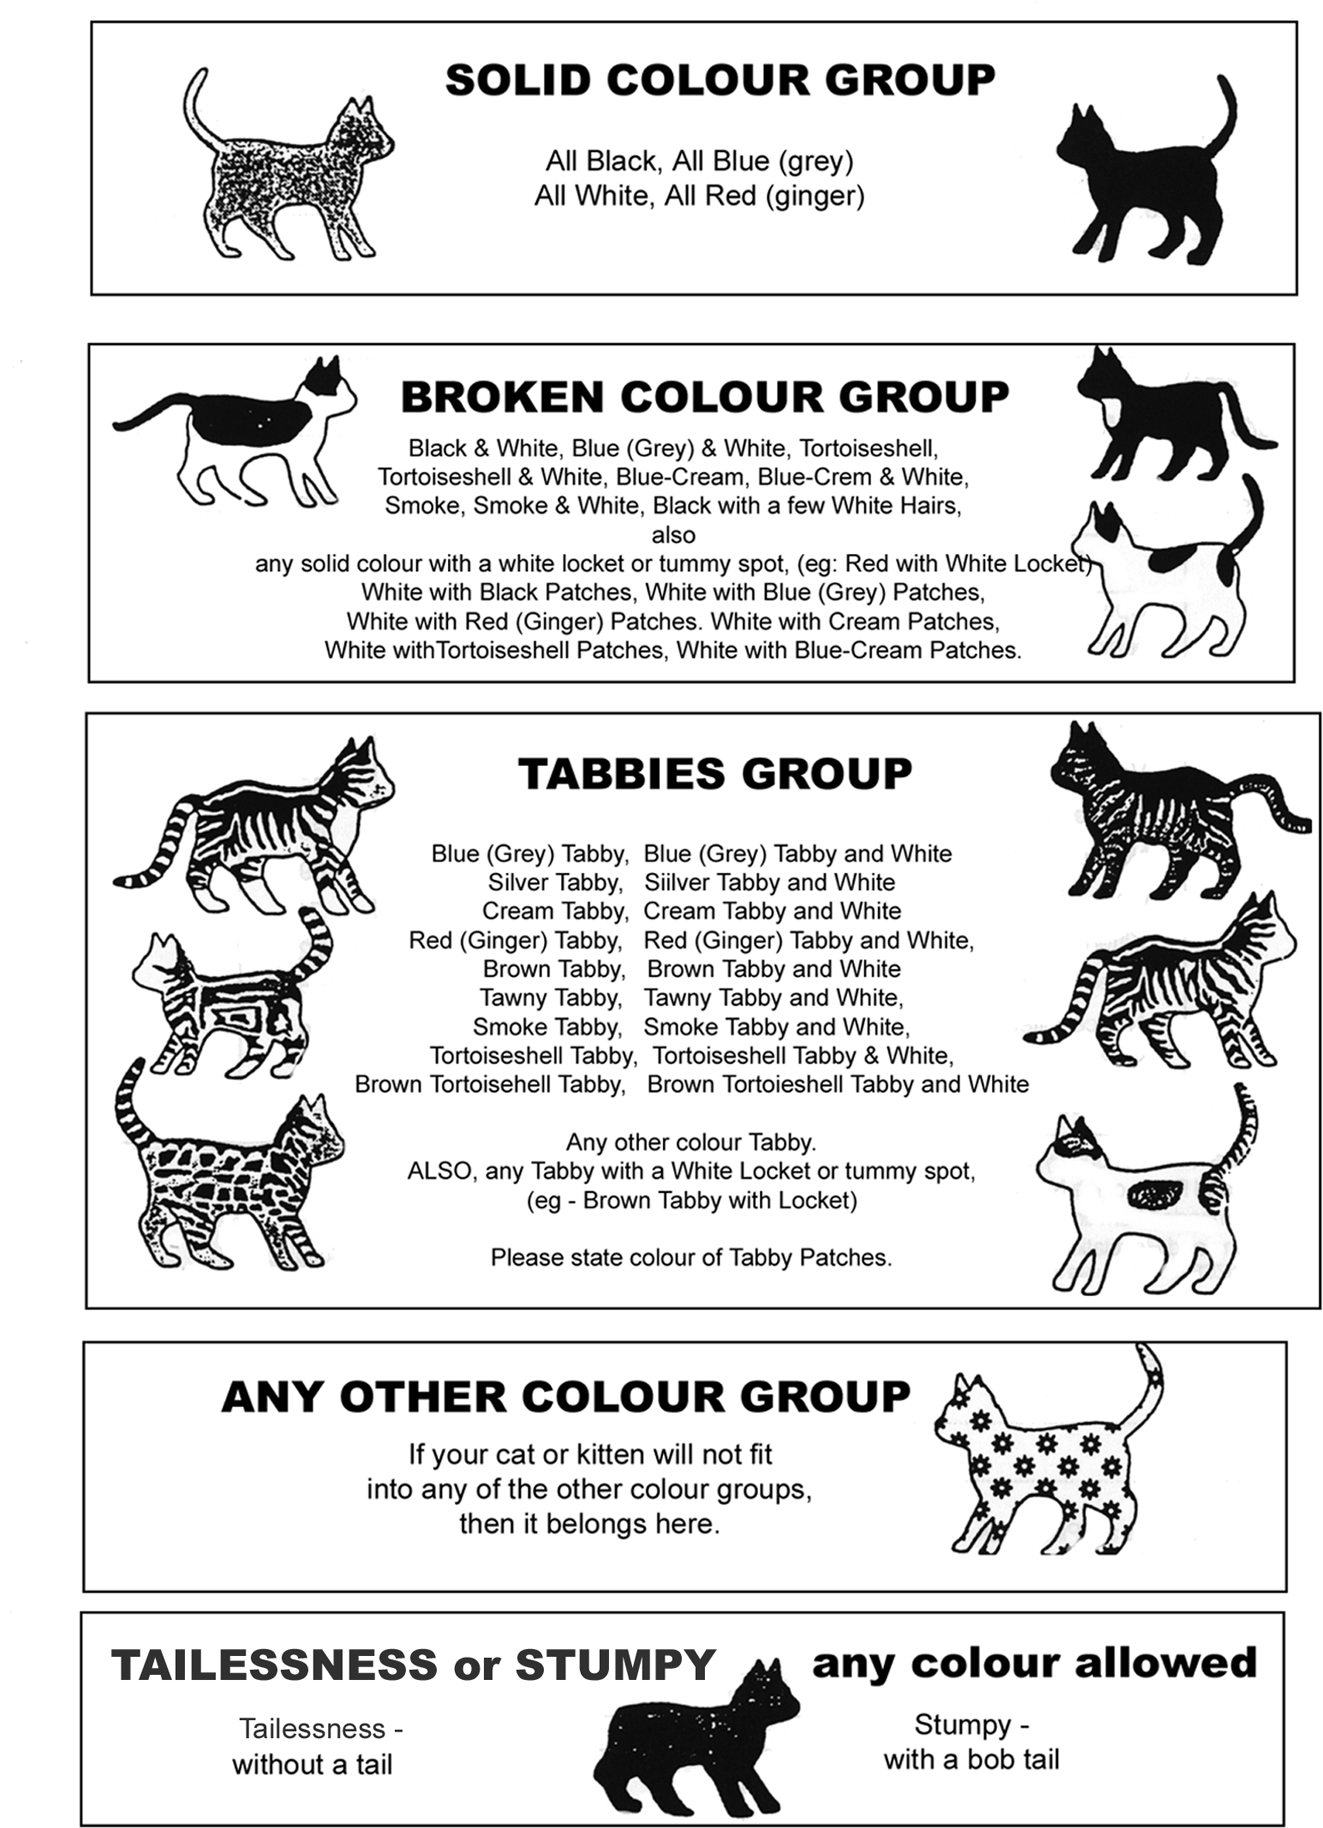 SOLID COLOUR GROUP
All Black, All Blue (grey)
All White, All Red (ginger)
BROKEN COLOUR GROUP
Black & White, Blue (Grey) & White, Tortoiseshell,
Tortoiseshell & White, Blue-Cream, Blue-Crem & White,
Smoke, Smoke & White, Black with a few White Hairs,
also
any solid colour with a white locket or tummy spot, (eg: Red with White Locket)
White with Black Patches, White with Blue (Grey) Patches,
White with Red (Ginger) Patches. White with Cream Patches,
White withTortoiseshell Patches, White with Blue-Cream Patches.
TABBIES GROUP
Blue (Grey) Tabby, Blue (Grey) Tabby and White
Silver Tabby, Siilver Tabby and White
Cream Tabby, Cream Tabby and White
Red (Ginger) Tabby, Red (Ginger) Tabby and White,
Brown Tabby, Brown Tabby and White
Tawny Tabby, Tawny Tabby and White,
Smoke Tabby, Smoke Tabby and White,
Tortoiseshell Tabby, Tortoiseshell Tabby & White,
Brown Tortoisehell Tabby, Brown Tortoieshell Tabby and White
Any other colour Tabby.
ALSO, any Tabby with a White Locket or tummy spot,
(eg - Brown Tabby with Locket)
Please state colour of Tabby Patches.
ANY OTHER COLOUR GROUP
If your cat or kitten will not fit
into any of the other colour groups,
then it belongs here.
TAILESSNESS or STUMPY any colour allowed
Tailessness -
without a tail
Stumpy -
with a bob tail